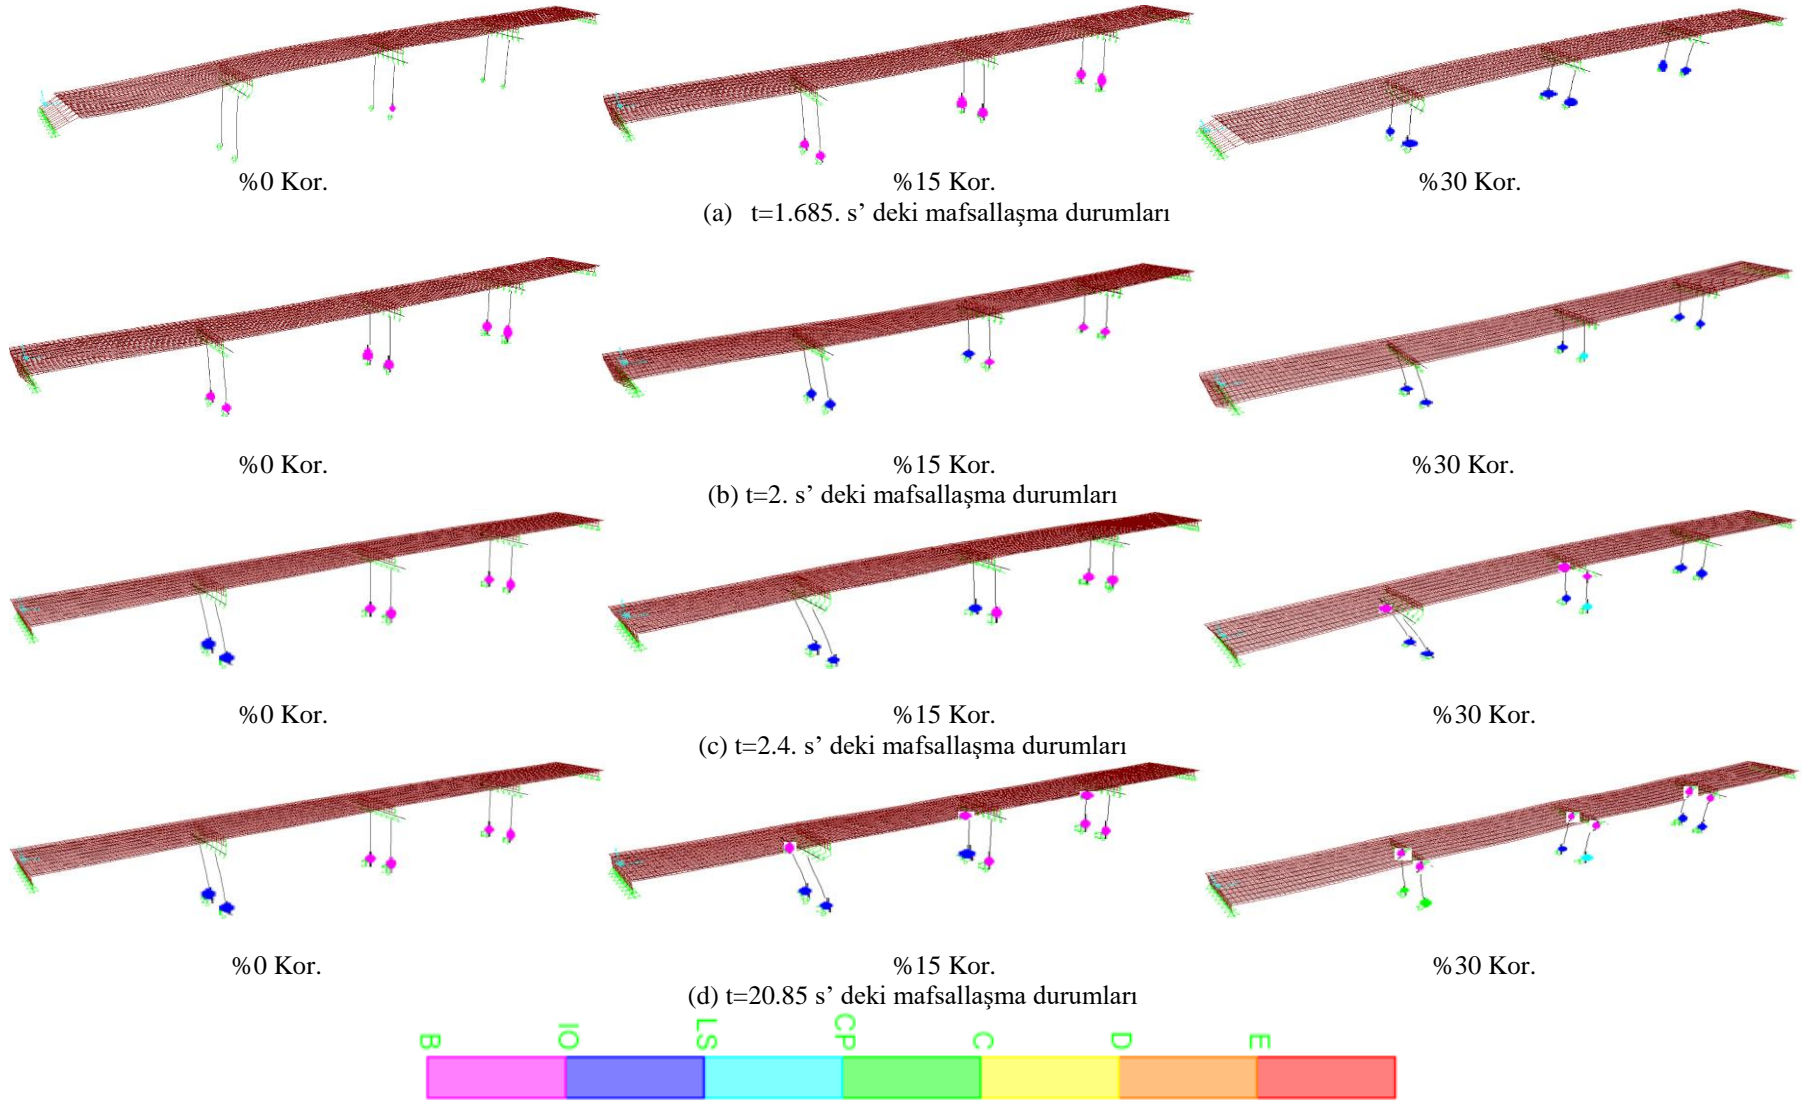 %0 Kor. %15 Kor. %30 Kor.
(a) t=1.685. s’ deki mafsallaşma durumları
%0 Kor. %15 Kor. %30 Kor.
(b) t=2. s’ deki mafsallaşma durumları
%0 Kor. %15 Kor. %30 Kor.
(c) t=2.4. s’ deki mafsallaşma durumları
%0 Kor. %15 Kor. %30 Kor.
(d) t=20.85 s’ deki mafsallaşma durumları
B IO LS CP C D E